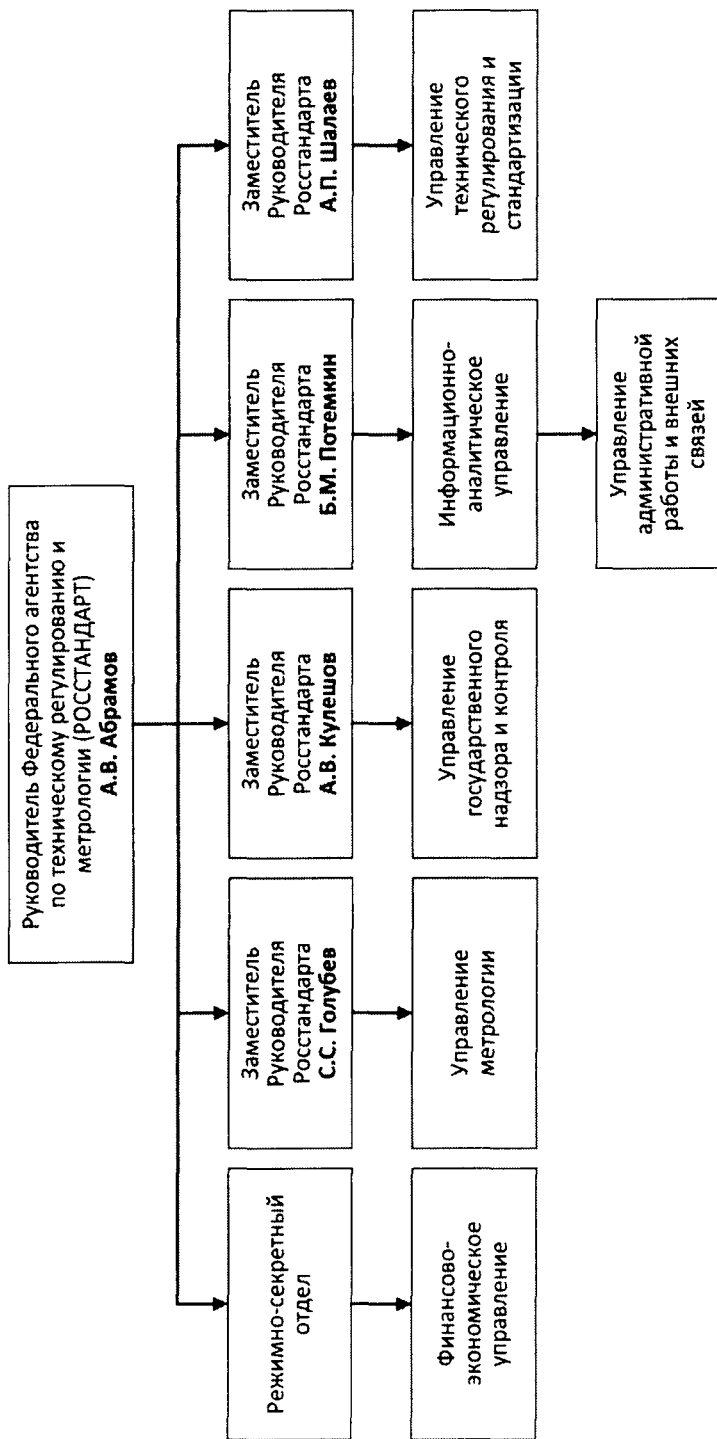 Руководитель Федерального агентства
по техническому регулированию и
метрологии (РОССТАНДАРТ)
А.В. Абрамов
Режимно-секретный
отдел
Заместитель
Руководителя
Росстандарта
С.С. Голубев
Заместитель
Руководителя
Росстандарта
А.В. Кулешов
Заместитель
Руководителя
Росстандарта
Б.М. Потемкин
Заместитель
Руководителя
Росстандарта
А.П. Шалаев
Финансово-
экономическое
управление
Управление
метрологии
Управление
государственного
надзора и контроля
Информационно-
аналитическое
управление
Управление
технического
регулирования и
стандартизации
Управление
административной
работы и внешних
связей